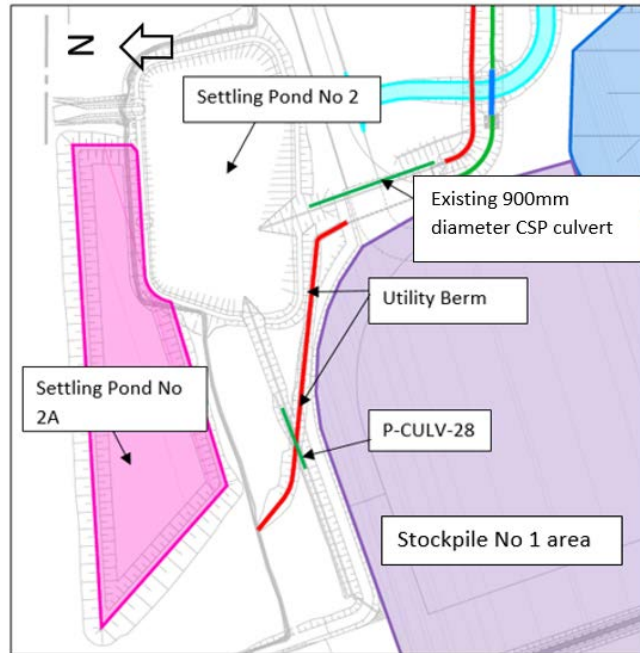 N
Settling Pond No 2
Existing 900mm
diameter CSP culvert
Utility Berm
Settling Pond No
2A
P-CULV-28
Stockpile No 1 area